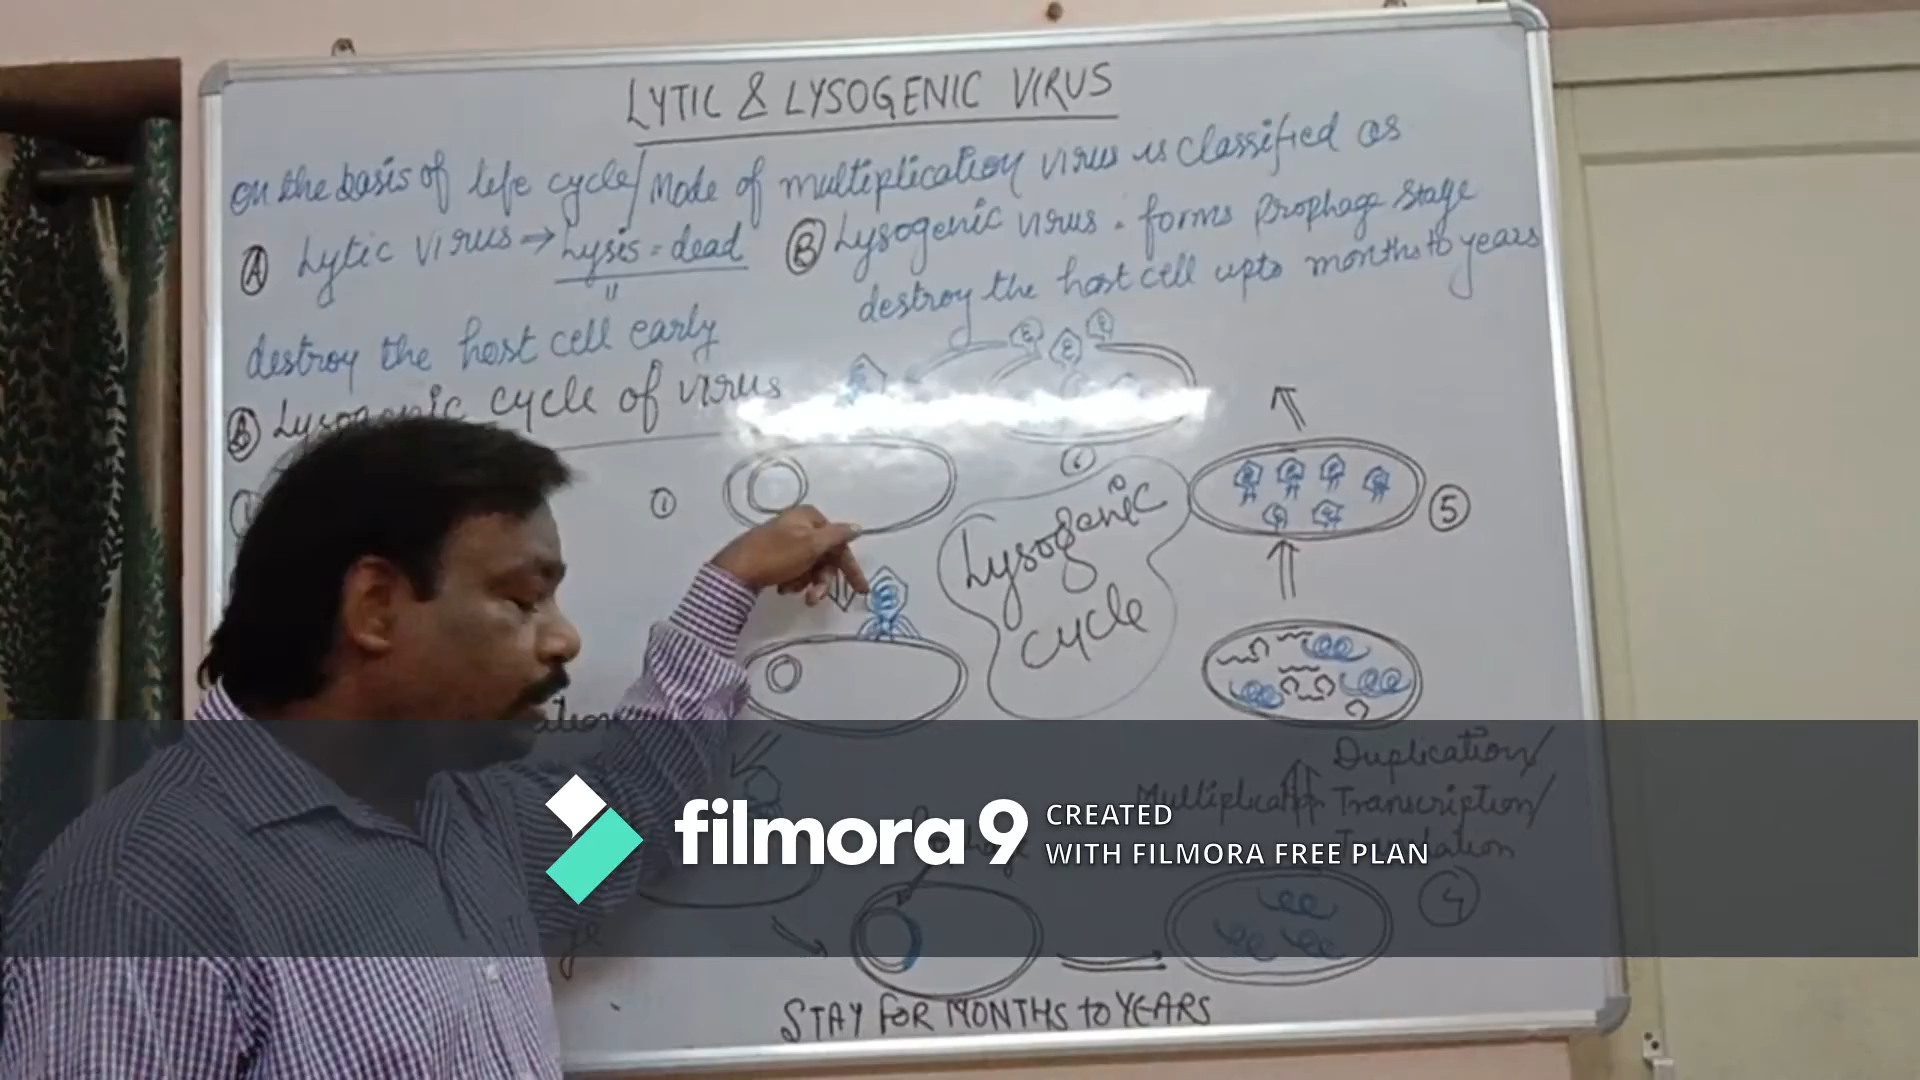 LYTIC & LYSOGENIC VIRUS
on the basis of life cycle/Mode of multiplication virus is classified as
Ⓐ Lytic virus → Lysis = dead
"
destroy the host cell early
Ⓑ Lysogenic virus. forms Prophage Stage
destroy the host cell upto months to years
Ⓑ Lysogenic cycle of virus
①
⑥
Lysogenic
cycle
⑤
Duplication/
Multiplication Transcription/
④
filmora9
CREATED
WITH FILMORA FREE PLAN
STAY FOR MONTHS to YEARS